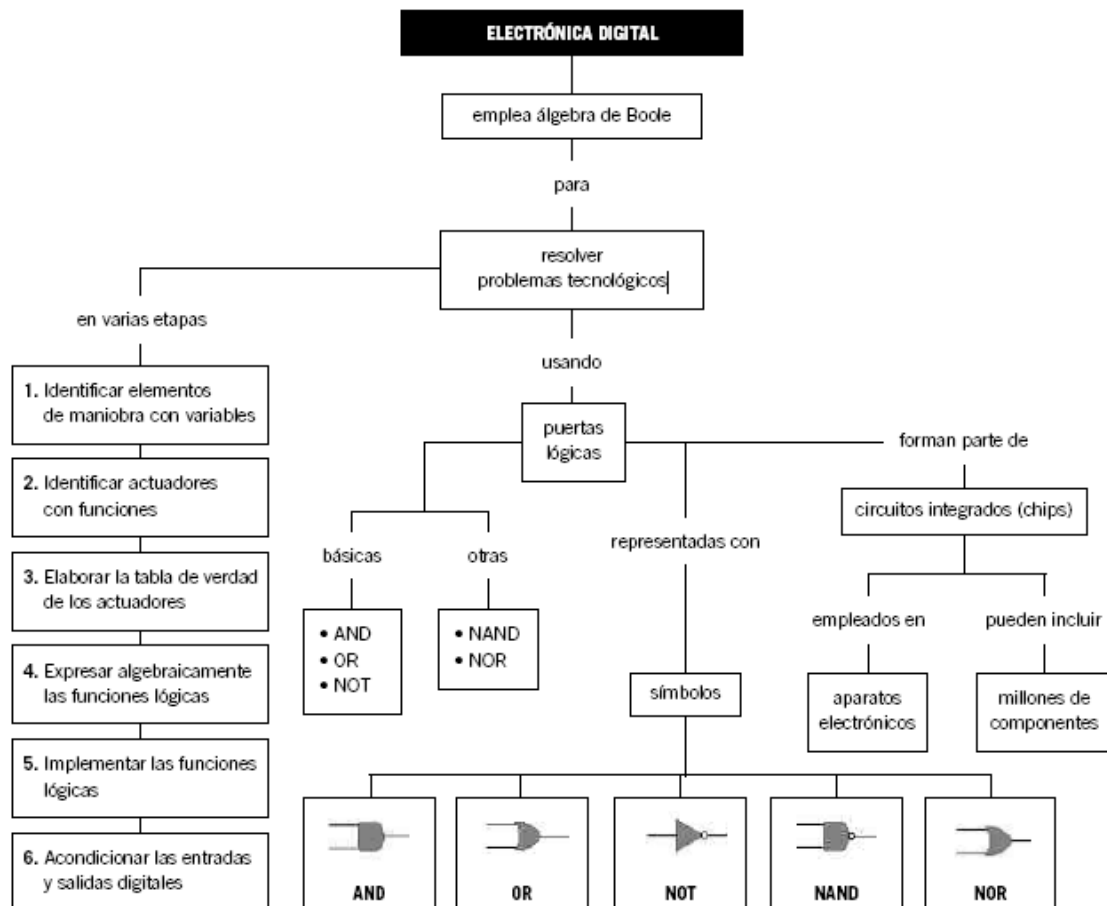 ELECTRÓNICA DIGITAL
emplea álgebra de Boole
para
resolver
problemas tecnológicos
en varias etapas
1. Identificar elementos
de maniobra con variables
2. Identificar actuadores
con funciones
3. Elaborar la tabla de verdad
de los actuadores
4. Expresar algebraicamente
las funciones lógicas
5. Implementar las funciones
lógicas
6. Acondicionar las entradas
y salidas digitales
usando
puertas
lógicas
básicas
• AND
• OR
• NOT
otras
• NAND
• NOR
representadas con
símbolos
forman parte de
circuitos integrados (chips)
empleados en
aparatos
electrónicos
pueden incluir
millones de
componentes
AND
OR
NOT
NAND
NOR